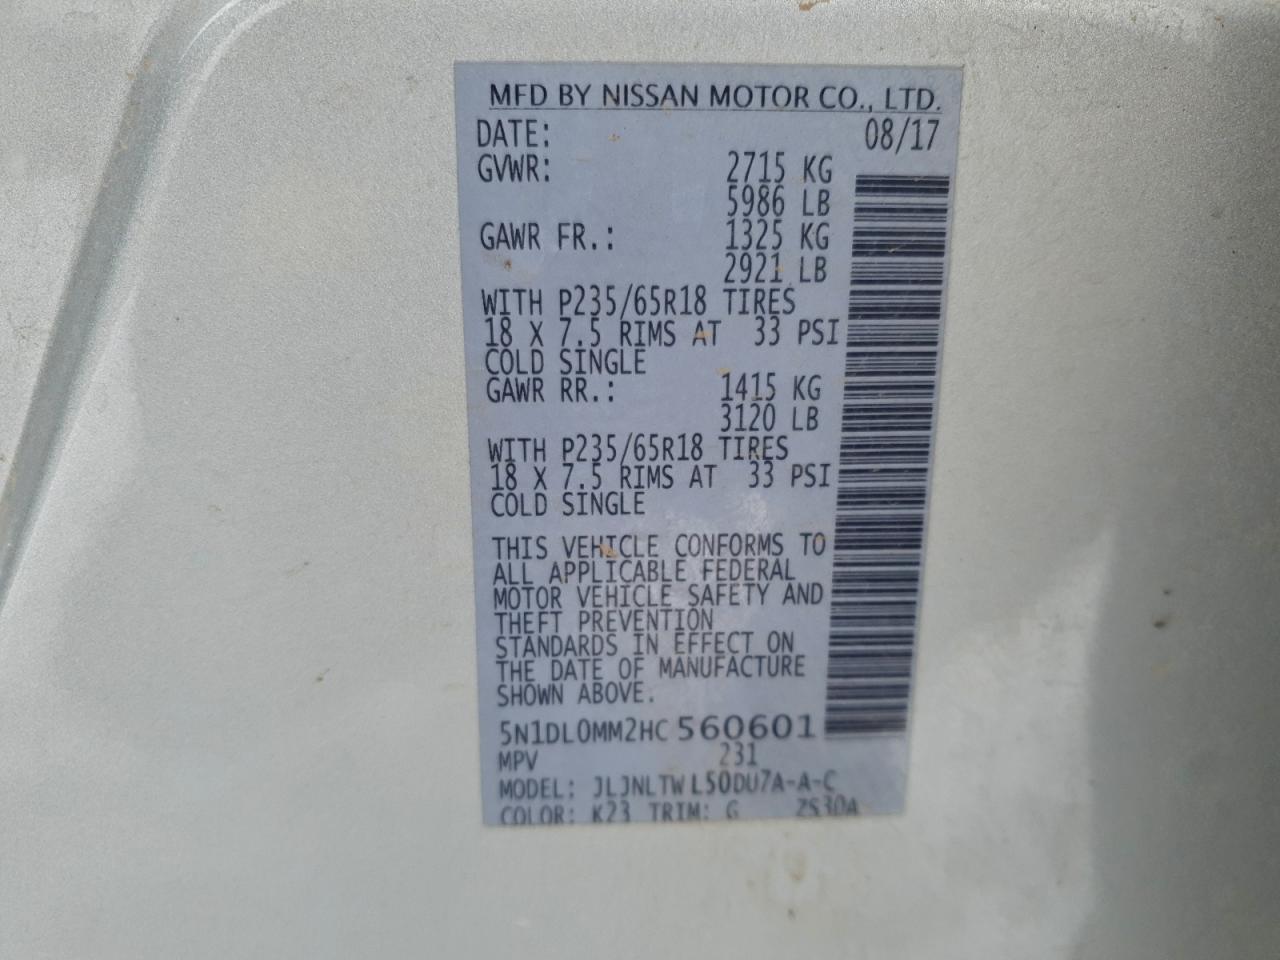 MFD BY NISSAN MOTOR CO., LTD.
DATE: 08/17
GVWR: 2715 KG
5986 LB
GAWR FR.: 1325 KG
2921 LB
WITH P235/65R18 TIRES
18 X 7.5 RIMS AT 33 PSI
COLD SINGLE
GAWR RR.: 1415 KG
3120 LB
WITH P235/65R18 TIRES
18 X 7.5 RIMS AT 33 PSI
COLD SINGLE
THIS VEHICLE CONFORMS TO
ALL APPLICABLE FEDERAL
MOTOR VEHICLE SAFETY AND
THEFT PREVENTION
STANDARDS IN EFFECT ON
THE DATE OF MANUFACTURE
SHOWN ABOVE.
5N1DL0MM2HC560601
MPV 231
MODEL: JLJNLTWL50DU7A-A-C
COLOR: K23 TRIM: G ZS30A